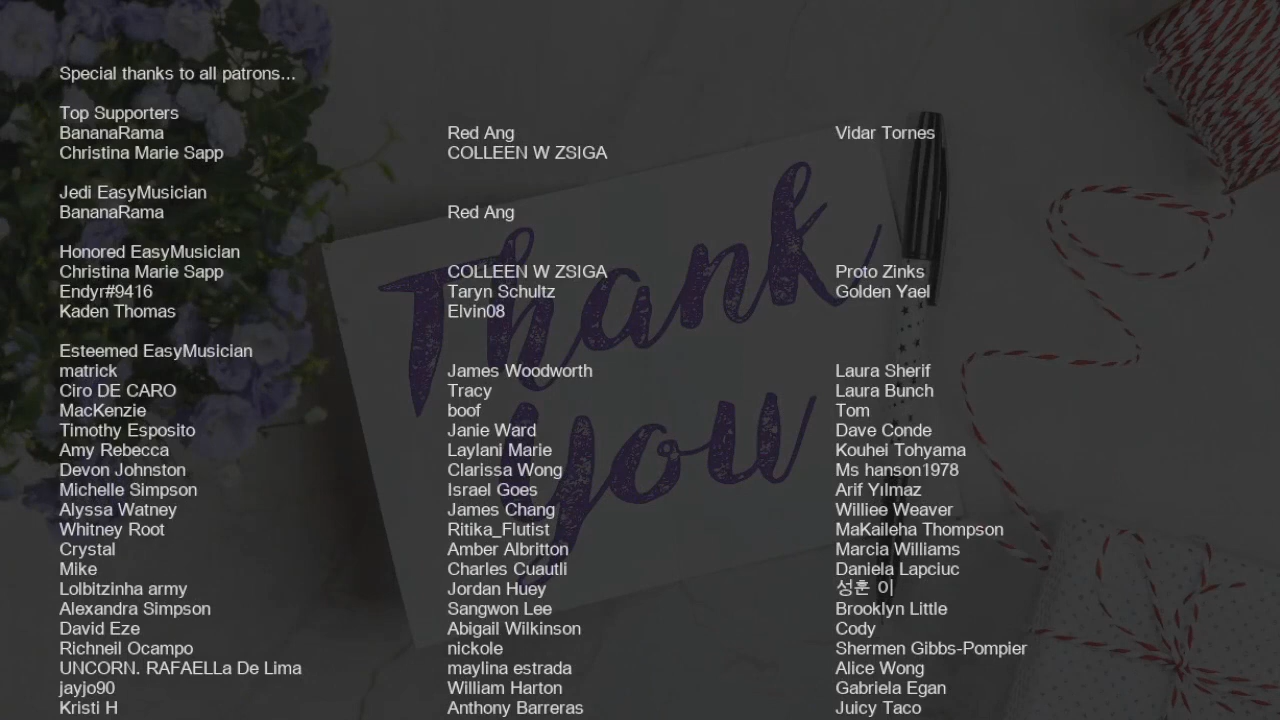 Special thanks to all patrons...
Top Supporters
BananaRama Red Ang Vidar Tornes
Christina Marie Sapp COLLEEN W ZSIGA
Jedi EasyMusician
BananaRama Red Ang
Honored EasyMusician
Christina Marie Sapp COLLEEN W ZSIGA Proto Zinks
Endyr#9416 Taryn Schultz Golden Yael
Kaden Thomas Elvin08
Esteemed EasyMusician
matrick James Woodworth Laura Sherif
Ciro DE CARO Tracy Laura Bunch
MacKenzie boof Tom
Timothy Esposito Janie Ward Dave Conde
Amy Rebecca Laylani Marie Kouhei Tohyama
Devon Johnston Clarissa Wong Ms hanson1978
Michelle Simpson Israel Goes Arif Yılmaz
Alyssa Watney James Chang Williee Weaver
Whitney Root Ritika_Flutist MaKaileha Thompson
Crystal Amber Albritton Marcia Williams
Mike Charles Cuautli Daniela Lapciuc
Lolbitzinha army Jordan Huey 성훈 이
Alexandra Simpson Sangwon Lee Brooklyn Little
David Eze Abigail Wilkinson Cody
Richneil Ocampo nickole Shermen Gibbs-Pompier
UNCORN. RAFAELLa De Lima maylina estrada Alice Wong
jayjo90 William Harton Gabriela Egan
Kristi H Anthony Barreras Juicy Taco
Thank
you